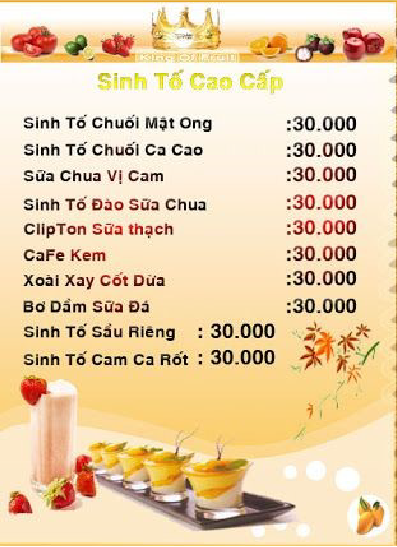 King Of Fruit
Sinh Tố Cao Cấp
Sinh Tố Chuối Mật Ong :30.000
Sinh Tố Chuối Ca Cao :30.000
Sữa Chua Vị Cam :30.000
Sinh Tố Đào Sữa Chua :30.000
ClipTon Sữa thạch :30.000
CaFe Kem :30.000
Xoài Xay Cốt Dừa :30.000
Bơ Dầm Sữa Đá :30.000
Sinh Tố Sầu Riêng : 30.000
Sinh Tố Cam Ca Rốt : 30.000